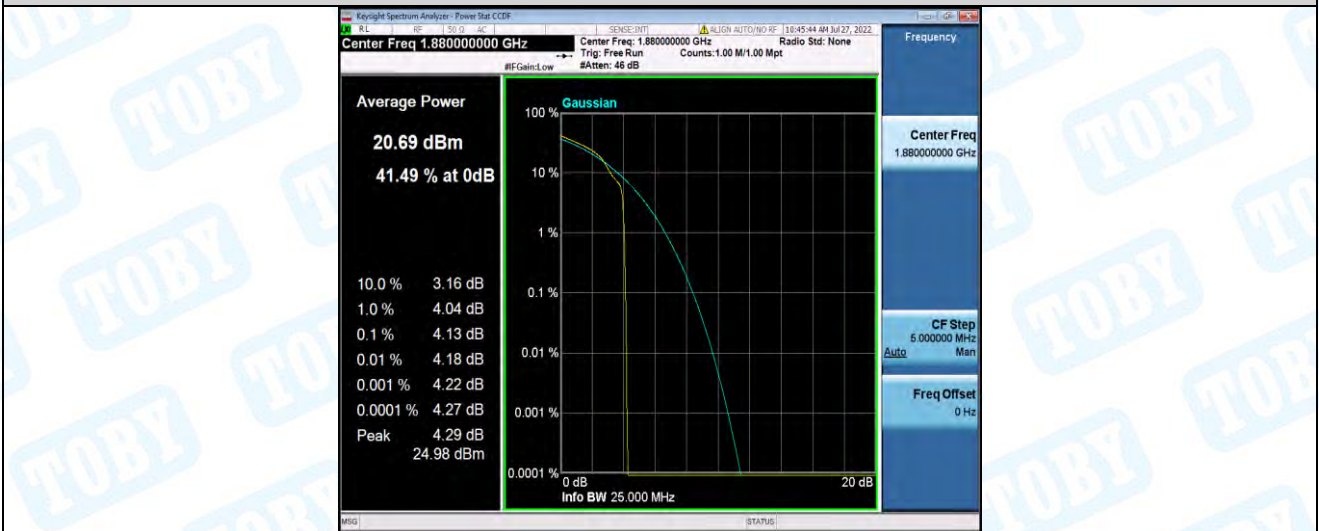 Keysight Spectrum Analyzer - Power Stat CCDF
RL RF 50 Ω AC SENSE:INT ALIGN AUTO/NO RF 10:45:44 AM Jul 27, 2022
Center Freq 1.880000000 GHz
Center Freq: 1.880000000 GHz Radio Std: None
Trig: Free Run Counts:1.00 M/1.00 Mpt
#IFGain:Low #Atten: 46 dB
Frequency
Average Power
20.69 dBm
41.49 % at 0dB
10.0 % 3.16 dB
1.0 % 4.04 dB
0.1 % 4.13 dB
0.01 % 4.18 dB
0.001 % 4.22 dB
0.0001 % 4.27 dB
Peak 4.29 dB
24.98 dBm
Gaussian
100 %
10 %
1 %
0.1 %
0.01 %
0.001 %
0.0001 %
0 dB 20 dB
Info BW 25.000 MHz
Center Freq
1.880000000 GHz
CF Step
5.000000 MHz
Auto Man
Freq Offset
0 Hz
MSG STATUS
TOBY
TOBY
TOBY
TOBY
TOBY
TOBY
TOBY
TOBY